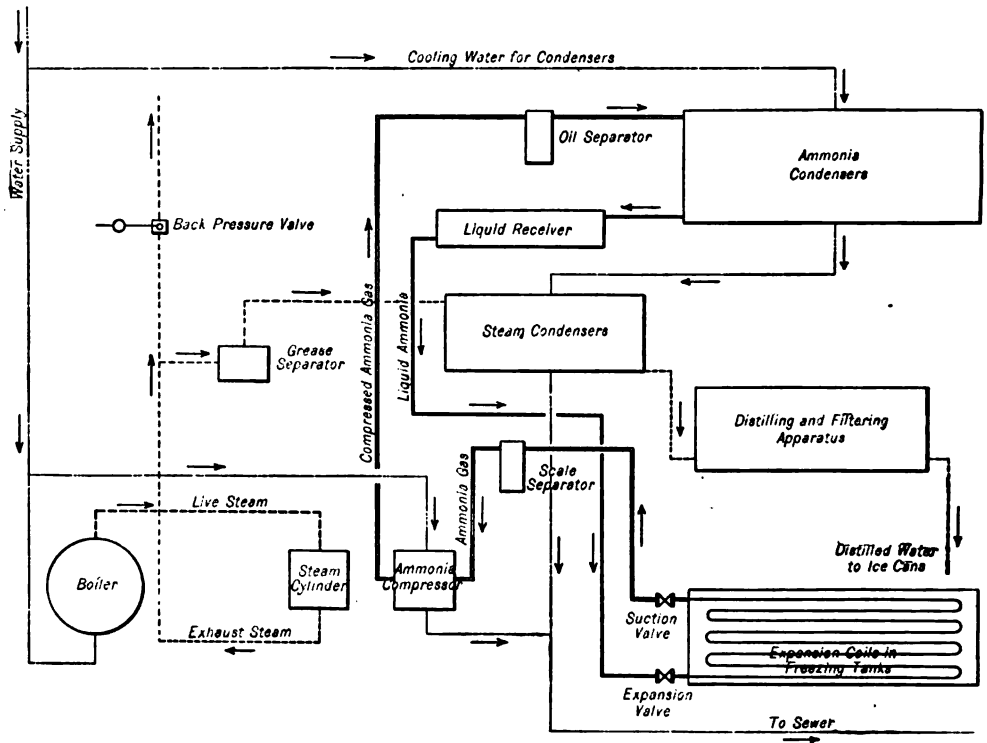 Cooling Water for Condensers
Water Supply
Oil Separator
Ammonia
Condensers
Back Pressure Valve
Liquid Receiver
Compressed Ammonia Gas
Liquid Ammonia
Steam Condensers
Grease
Separator
Distilling and Filtering
Apparatus
Ammonia Gas
Scale
Separator
Live Steam
Boiler
Steam
Cylinder
Ammonia
Compressor
Distilled Water
to Ice Cans
Exhaust Steam
Suction
Valve
Expansion Coils in
Freezing Tanks
Expansion
Valve
To Sewer